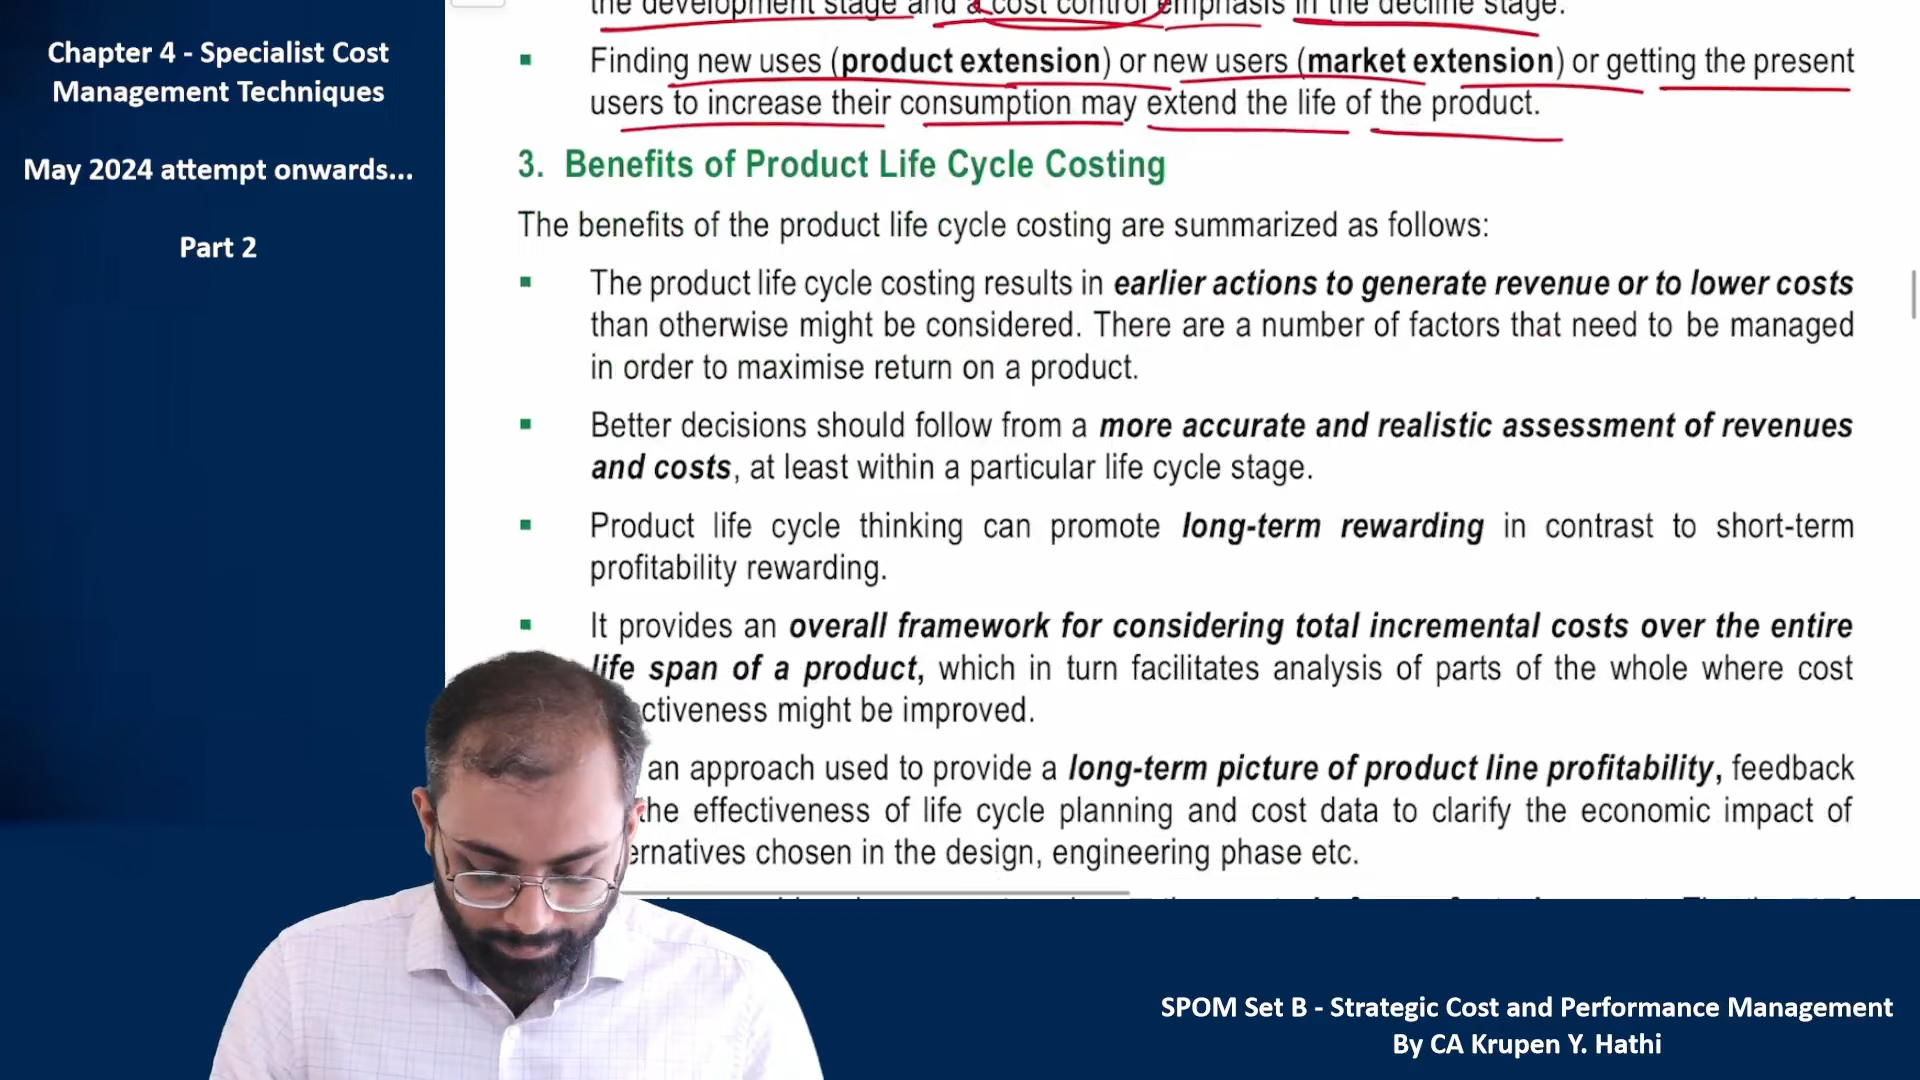 Chapter 4 - Specialist Cost
Management Techniques
May 2024 attempt onwards...
Part 2
the development stage and a cost control emphasis in the decline stage.
▪ Finding new uses (product extension) or new users (market extension) or getting the present
users to increase their consumption may extend the life of the product.
3. Benefits of Product Life Cycle Costing
The benefits of the product life cycle costing are summarized as follows:
▪ The product life cycle costing results in earlier actions to generate revenue or to lower costs
than otherwise might be considered. There are a number of factors that need to be managed
in order to maximise return on a product.
▪ Better decisions should follow from a more accurate and realistic assessment of revenues
and costs, at least within a particular life cycle stage.
▪ Product life cycle thinking can promote long-term rewarding in contrast to short-term
profitability rewarding.
▪ It provides an overall framework for considering total incremental costs over the entire
life span of a product, which in turn facilitates analysis of parts of the whole where cost
ctiveness might be improved.
an approach used to provide a long-term picture of product line profitability, feedback
the effectiveness of life cycle planning and cost data to clarify the economic impact of
ernatives chosen in the design, engineering phase etc.
SPOM Set B - Strategic Cost and Performance Management
By CA Krupen Y. Hathi